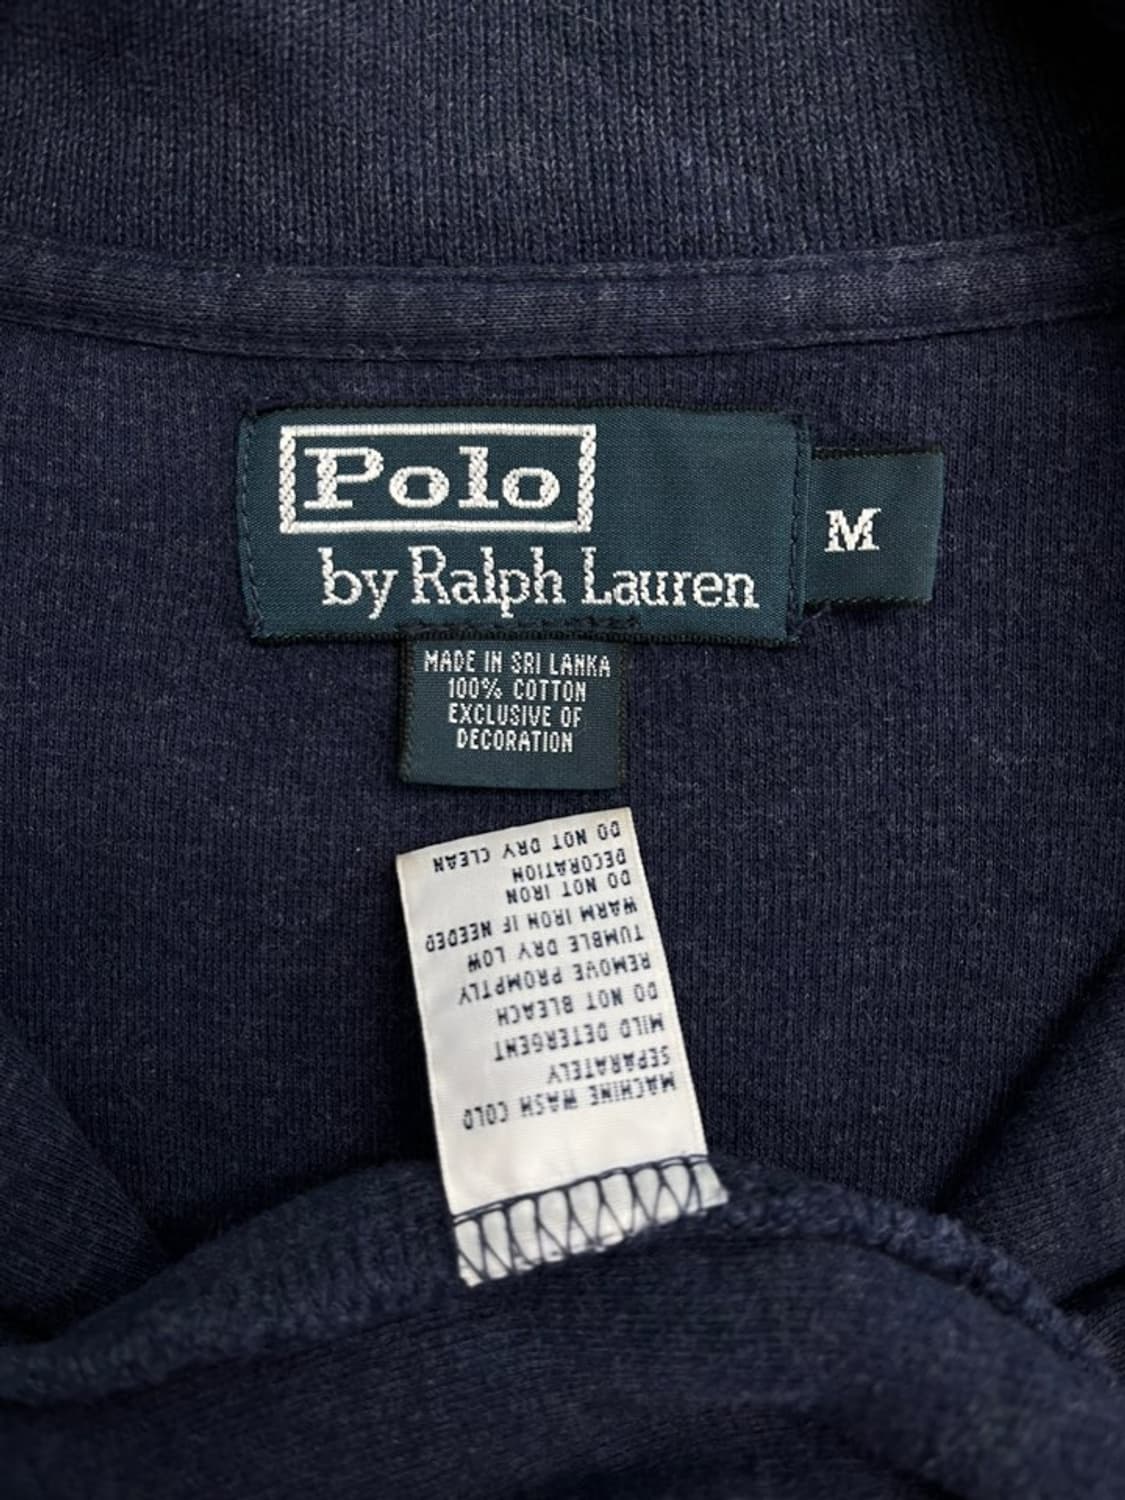 Polo
by Ralph Lauren
M
MADE IN SRI LANKA
100% COTTON
EXCLUSIVE OF
DECORATION
MACHINE WASH COLD
SEPARATELY
MILD DETERGENT
DO NOT BLEACH
REMOVE PROMPTLY
TUMBLE DRY LOW
WARM IRON IF NEEDED
DO NOT IRON
DECORATION
DO NOT DRY CLEAN